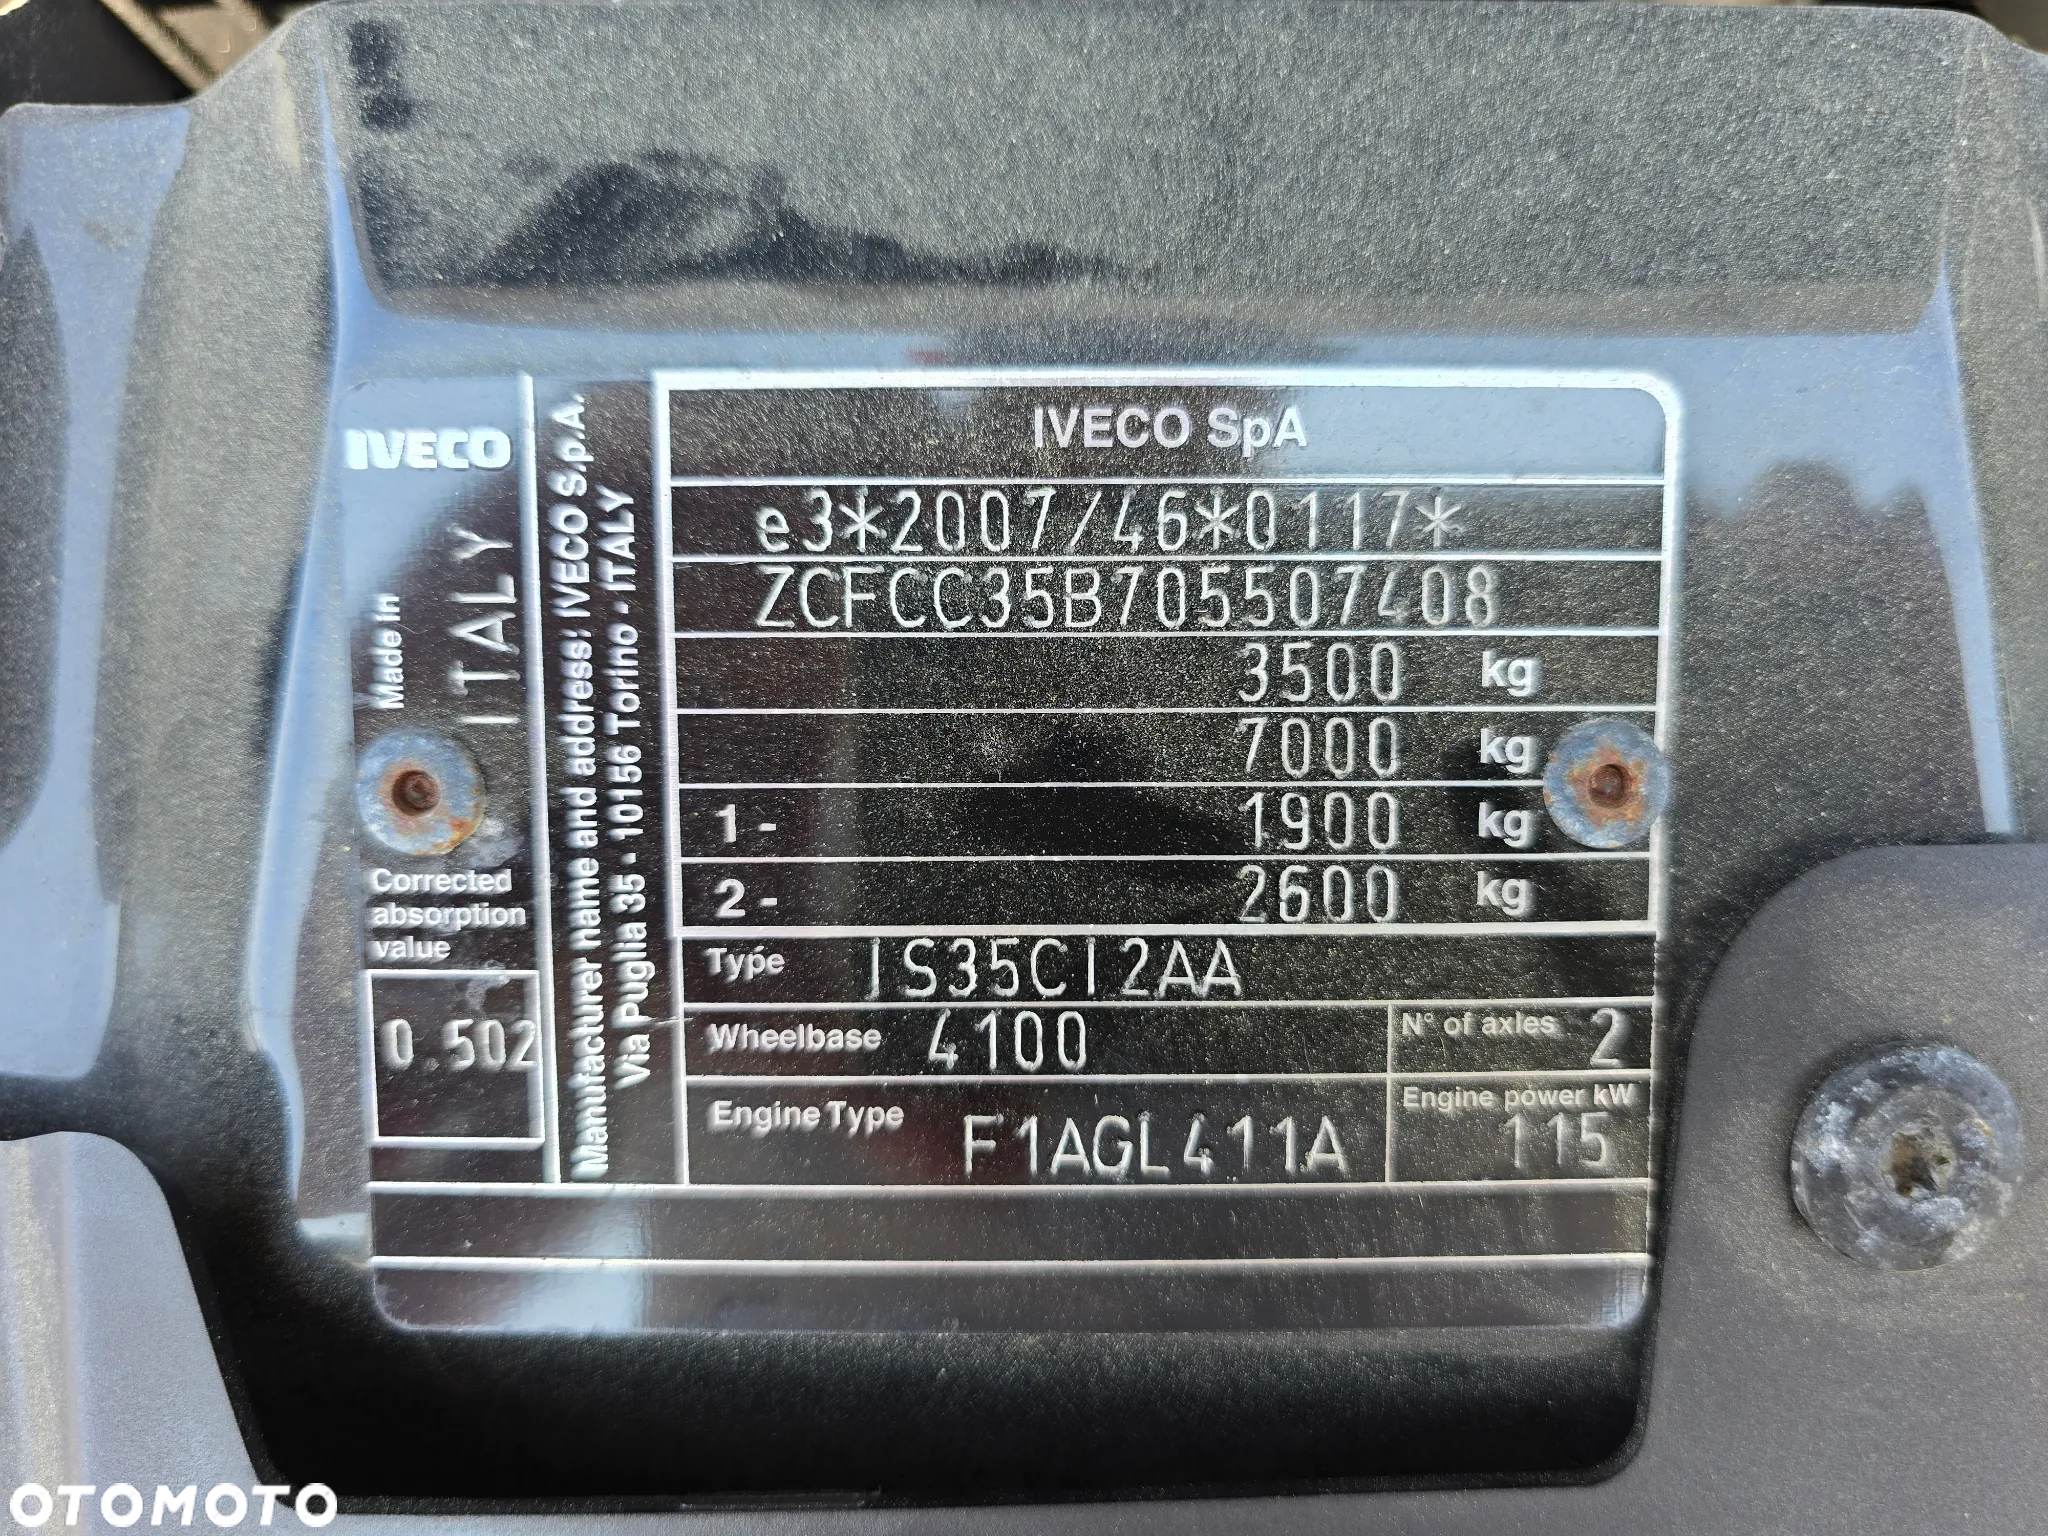 IVECO
Made in ITALY
Corrected
absorption
value
0.502
Manufacturer name and address: IVECO S.p.A.
Via Puglia 35 - 10156 Torino - ITALY
IVECO SpA
e3*2007/46*0117*
ZCFCC35B705507408
3500 kg
7000 kg
1 - 1900 kg
2 - 2600 kg
Type IS35CI2AA
Wheelbase 4100 N° of axles 2
Engine Type F1AGL411A Engine power kW 115
OTOMOTO